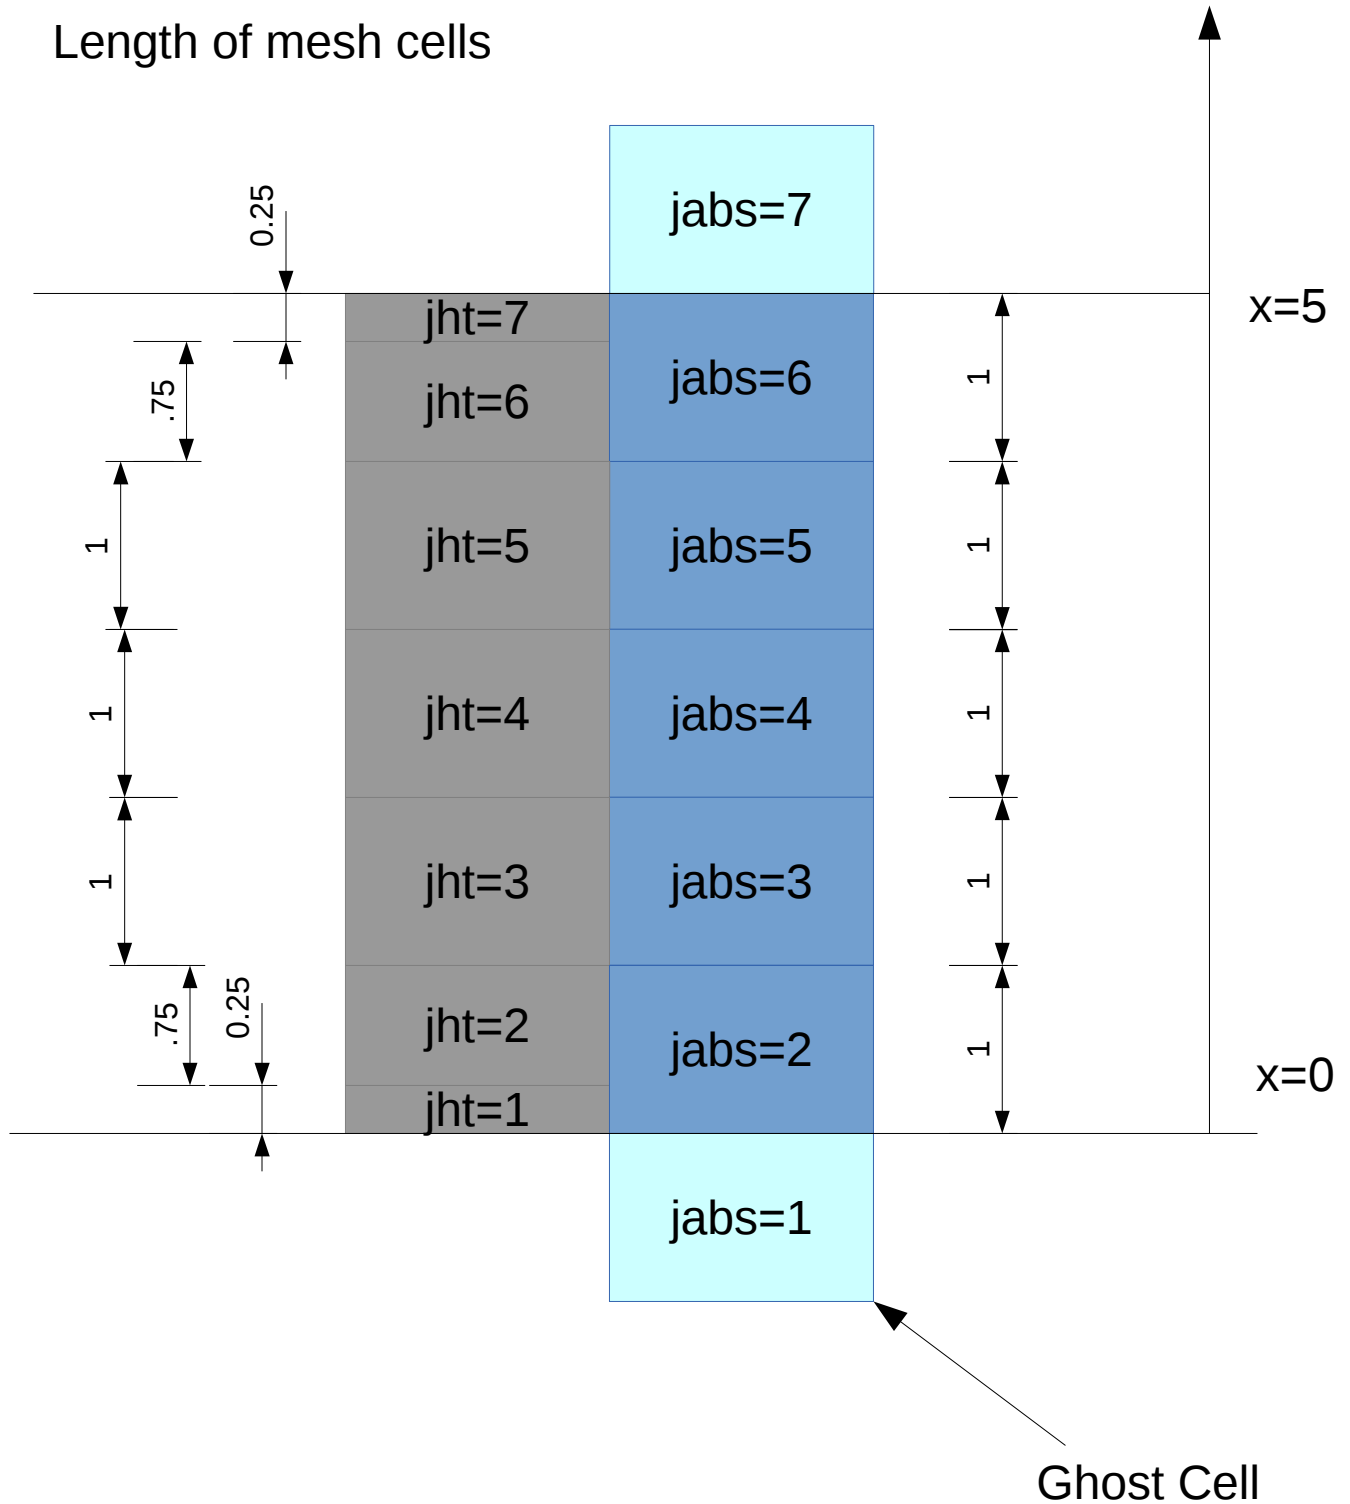 Length of mesh cells
jabs=7
0.25
jht=7
x=5
jabs=6
1
.75
jht=6
1
jht=5
jabs=5
1
1
jht=4
jabs=4
1
1
jht=3
jabs=3
1
.75
0.25
jht=2
jabs=2
1
x=0
jht=1
jabs=1
Ghost Cell